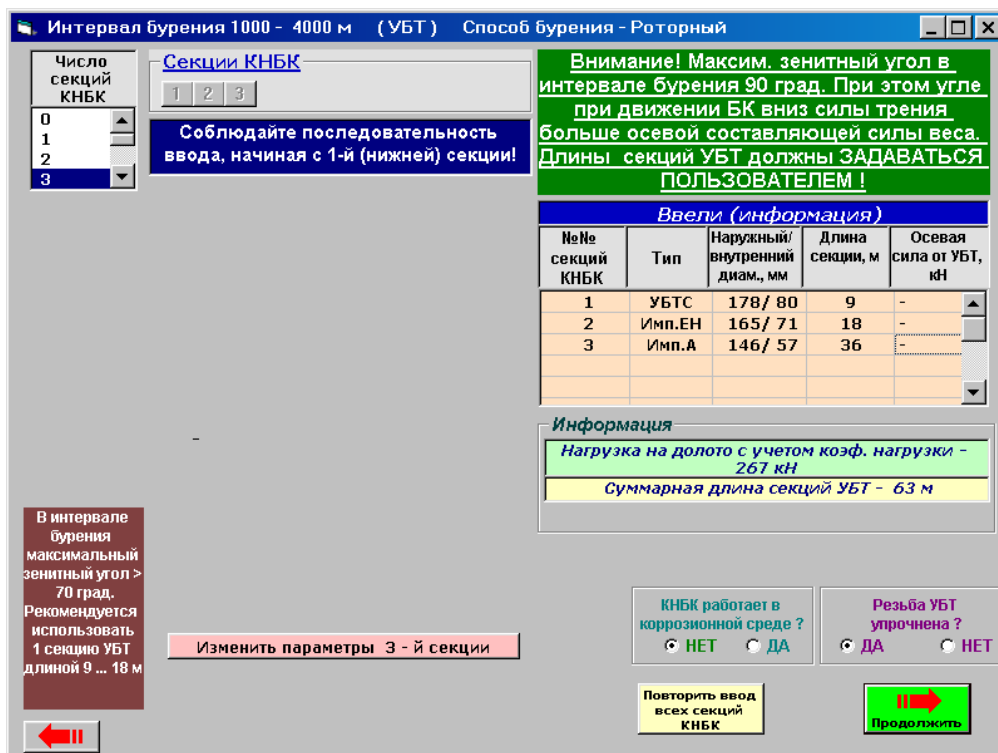 Интервал бурения 1000 - 4000 м (УБТ) Способ бурения - Роторный
Число
секций
КНБК
0
1
2
3
Секции КНБК
1 2 3
Соблюдайте последовательность
ввода, начиная с 1-й (нижней) секции!
Внимание! Максим. зенитный угол в
интервале бурения 90 град. При этом угле
при движении БК вниз силы трения
больше осевой составляющей силы веса.
Длины секций УБТ должны ЗАДАВАТЬСЯ
ПОЛЬЗОВАТЕЛЕМ !
Ввели (информация)
№№
секций
КНБК
Тип
Наружный/
внутренний
диам., мм
Длина
секции, м
Осевая
сила от УБТ,
кН
1 УБТС 178/ 80 9 -
2 Имп.ЕН 165/ 71 18 -
3 Имп.А 146/ 57 36 -
Информация
Нагрузка на долото с учетом коэф. нагрузки -
267 кН
Суммарная длина секций УБТ - 63 м
-
В интервале
бурения
максимальный
зенитный угол >
70 град.
Рекомендуется
использовать
1 секцию УБТ
длиной 9 ... 18 м
Изменить параметры 3 - й секции
КНБК работает в
коррозионной среде ?
НЕТ ДА
Резьба УБТ
упрочнена ?
ДА НЕТ
Повторить ввод
всех секций
КНБК
Продолжить